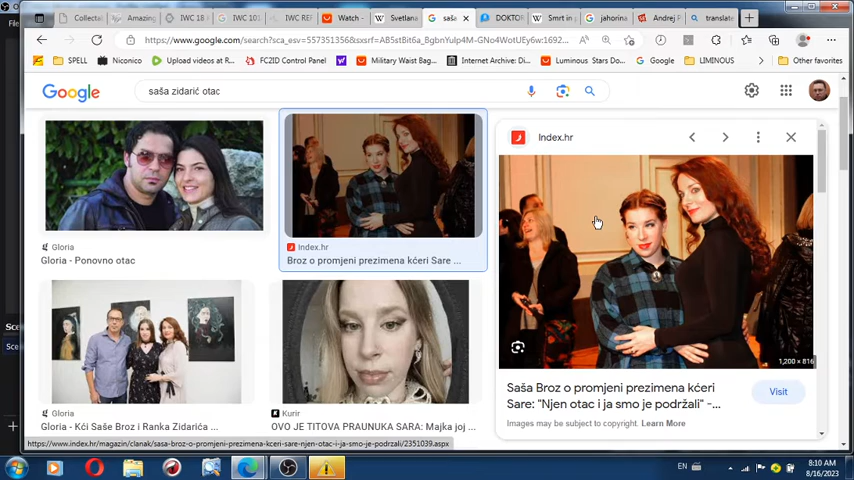 Collectal
Amazing
IWC 18
IWC 101
IWC REF
Watch -
Svetlana
saša
DOKTOR
Smrt in
jahorina
Andrej P
translate
https://www.google.com/search?sca_esv=557351356&sxsrf=AB5stBit6a_8gbnYulp4M-GNo4WotUEy6w:1692...
SPELL
Niconico
Upload videos at R...
FC2ID Control Panel
Military Waist Bag...
Internet Archive: Di...
Luminous Stars Do...
Google
LIMINOUS
Other favorites
Google
saša zidarić otac
Index.hr
Gloria
Gloria - Ponovno otac
Index.hr
Broz o promjeni prezimena kćeri Sare ...
1,200 × 816
Saša Broz o promjeni prezimena kćeri
Sare: "Njen otac i ja smo je podržali" -...
Visit
Images may be subject to copyright. Learn More
Gloria
Gloria - Kći Saše Broz i Ranka Zidarića ...
Kurir
OVO JE TITOVA PRAUNUKA SARA: Majka joj ...
https://www.index.hr/magazin/clanak/sasa-broz-o-promjeni-prezimena-kceri-sare-njen-otac-i-ja-smo-je-podrzali/2351039.aspx
Sce
EN
8:10 AM
8/16/2023